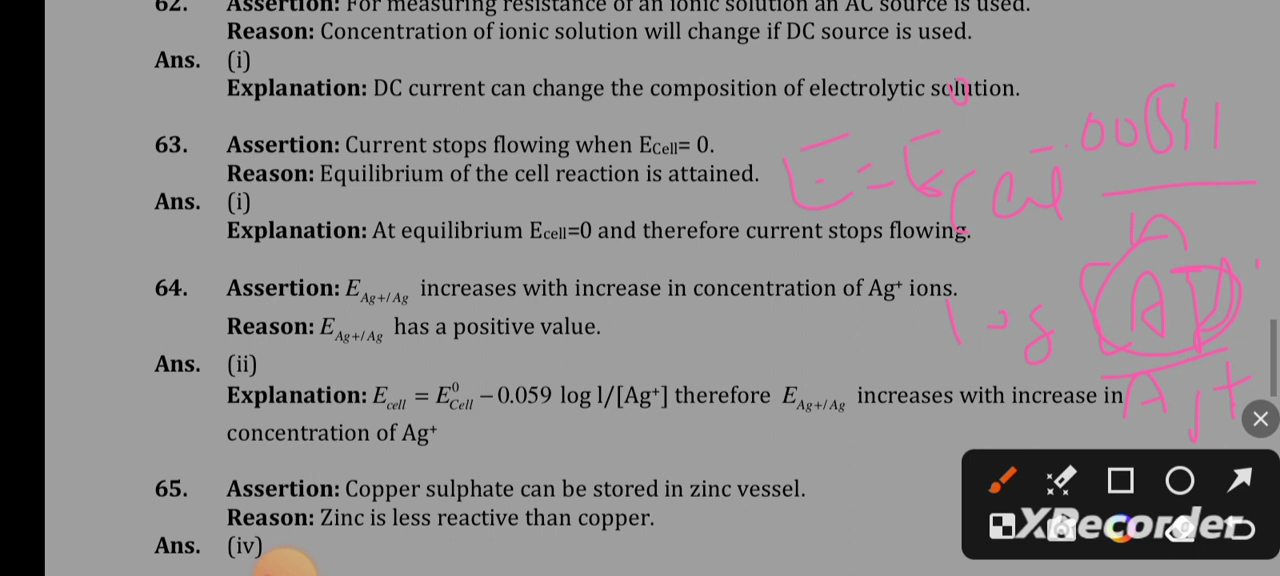 62. Assertion: For measuring resistance of an ionic solution an AC source is used.
Reason: Concentration of ionic solution will change if DC source is used.
Ans. (i)
Explanation: DC current can change the composition of electrolytic solution.
63. Assertion: Current stops flowing when ECell= 0.
Reason: Equilibrium of the cell reaction is attained.
Ans. (i)
Explanation: At equilibrium Ecell=0 and therefore current stops flowing.
64. Assertion: E Ag+/Ag increases with increase in concentration of Ag⁺ ions.
Reason: E Ag+/Ag has a positive value.
Ans. (ii)
Explanation: E cell = E⁰Cell − 0.059 log l/[Ag⁺] therefore E Ag+/Ag increases with increase in
concentration of Ag⁺
65. Assertion: Copper sulphate can be stored in zinc vessel.
Reason: Zinc is less reactive than copper.
Ans. (iv)
E = E
log
XRecorder